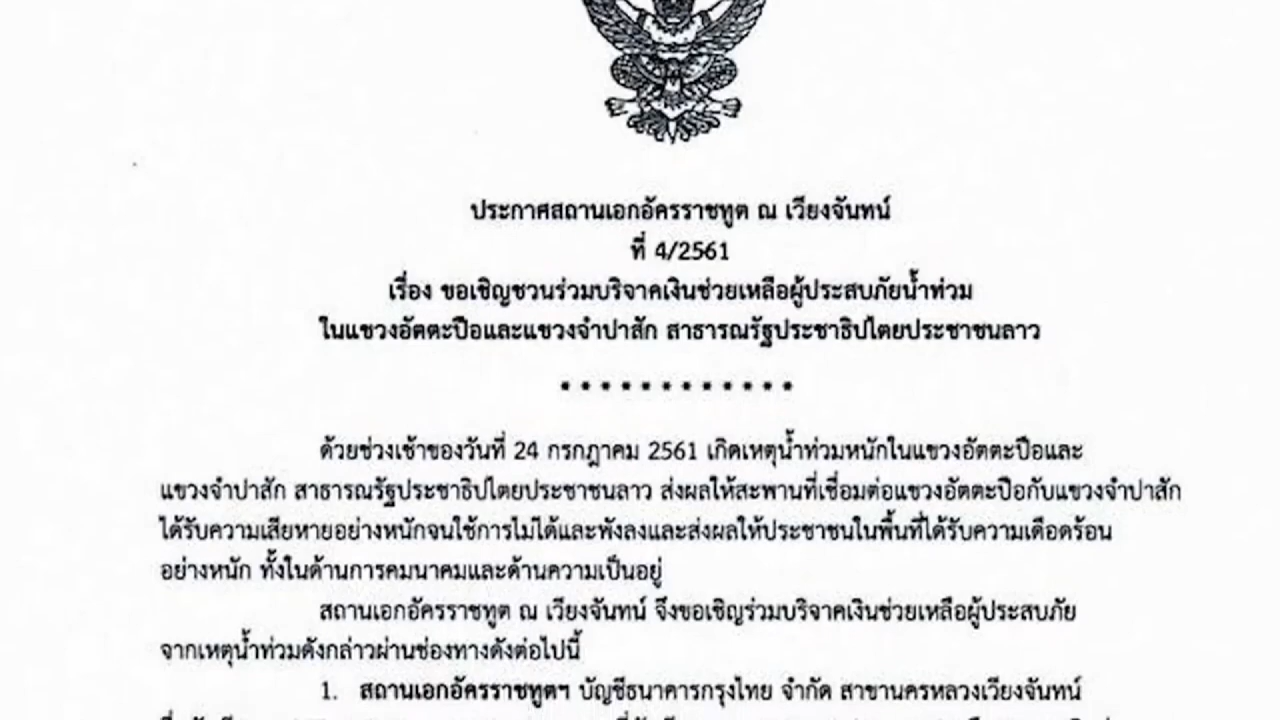 ประกาศสถานเอกอัครราชทูต ณ เวียงจันทน์
ที่ 4/2561
เรื่อง ขอเชิญชวนร่วมบริจาคเงินช่วยเหลือผู้ประสบภัยน้ำท่วม
ในแขวงอัตตะปือและแขวงจำปาสัก สาธารณรัฐประชาธิปไตยประชาชนลาว
ด้วยช่วงเช้าของวันที่ 24 กรกฎาคม 2561 เกิดเหตุน้ำท่วมหนักในแขวงอัตตะปือและ
แขวงจำปาสัก สาธารณรัฐประชาธิปไตยประชาชนลาว ส่งผลให้สะพานที่เชื่อมต่อแขวงอัตตะปือกับแขวงจำปาสัก
ได้รับความเสียหายอย่างหนักจนใช้การไม่ได้และพังลงและส่งผลให้ประชาชนในพื้นที่ได้รับความเดือดร้อน
อย่างหนัก ทั้งในด้านการคมนาคมและด้านความเป็นอยู่
สถานเอกอัครราชทูต ณ เวียงจันทน์ จึงขอเชิญร่วมบริจาคเงินช่วยเหลือผู้ประสบภัย
จากเหตุน้ำท่วมดังกล่าวผ่านช่องทางดังต่อไปนี้
1. สถานเอกอัครราชทูตฯ บัญชีธนาคารกรุงไทย จำกัด สาขานครหลวงเวียงจันทน์